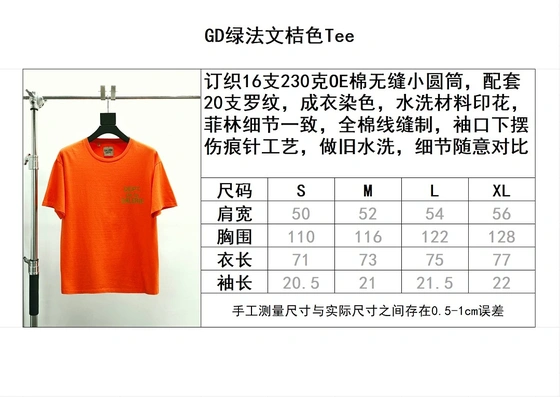 GD绿法文桔色Tee
订织16支230克OE棉无缝小圆筒，配套
20支罗纹，成衣染色，水洗材料印花，
菲林细节一致，全棉线缝制，袖口下摆
伤痕针工艺，做旧水洗，细节随意对比
尺码 S M L XL
肩宽 50 52 54 56
胸围 110 116 122 128
衣长 71 73 75 77
袖长 20.5 21 21.5 22
手工测量尺寸与实际尺寸之间存在0.5-1cm误差